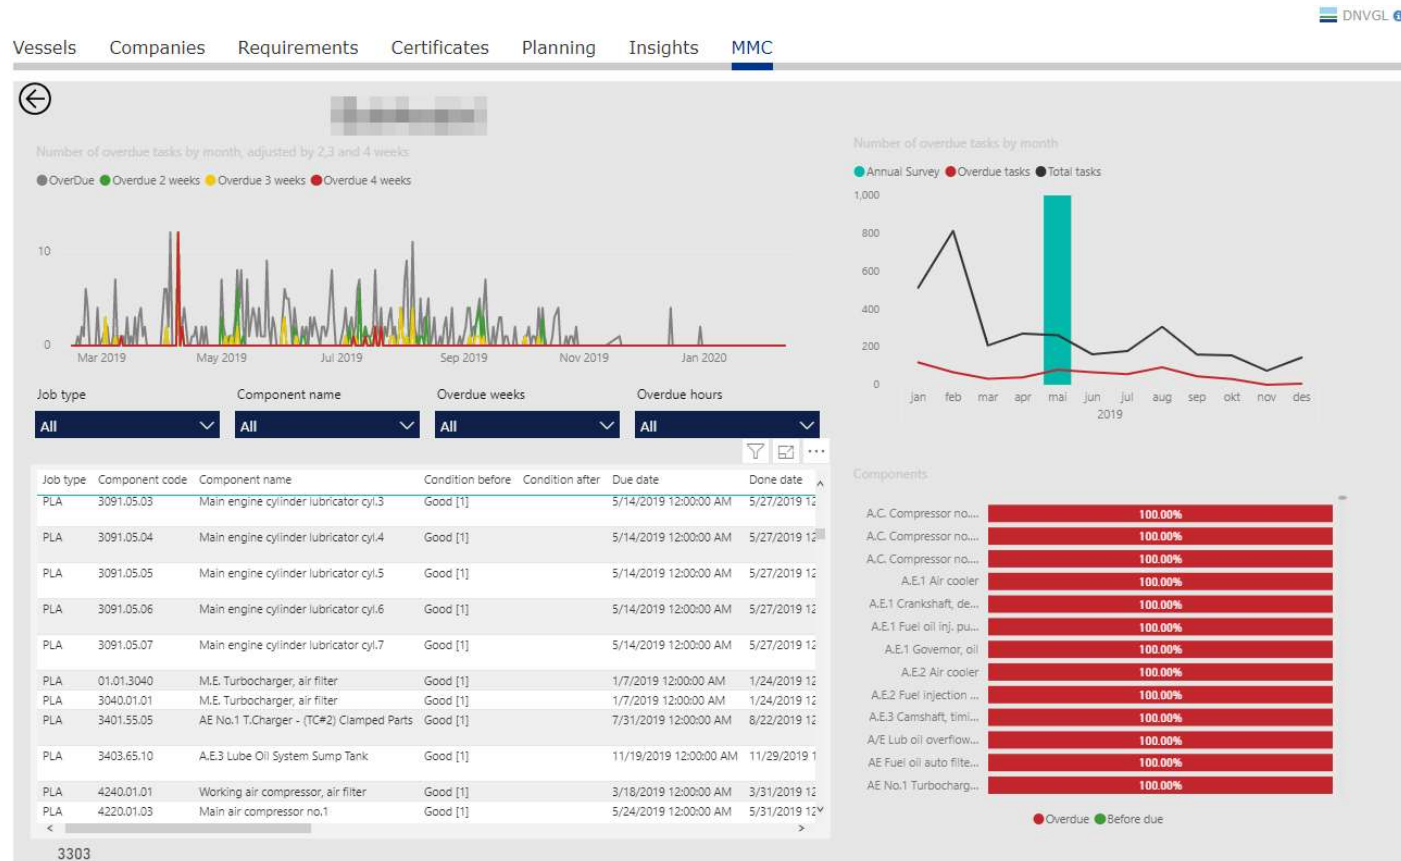 DNVGL
Vessels Companies Requirements Certificates Planning Insights MMC
Number of overdue tasks by month, adjusted by 2,3 and 4 weeks
OverDue Overdue 2 weeks Overdue 3 weeks Overdue 4 weeks
10
0
Mar 2019 May 2019 Jul 2019 Sep 2019 Nov 2019 Jan 2020
Number of overdue tasks by month
Annual Survey Overdue tasks Total tasks
1,000
800
600
400
200
0
jan feb mar apr mai jun jul aug sep okt nov des
2019
Job type Component name Overdue weeks Overdue hours
All All All All
Job type Component code Component name Condition before Condition after Due date Done date
PLA 3091.05.03 Main engine cylinder lubricator cyl.3 Good [1] 5/14/2019 12:00:00 AM 5/27/2019 12
PLA 3091.05.04 Main engine cylinder lubricator cyl.4 Good [1] 5/14/2019 12:00:00 AM 5/27/2019 12
PLA 3091.05.05 Main engine cylinder lubricator cyl.5 Good [1] 5/14/2019 12:00:00 AM 5/27/2019 12
PLA 3091.05.06 Main engine cylinder lubricator cyl.6 Good [1] 5/14/2019 12:00:00 AM 5/27/2019 12
PLA 3091.05.07 Main engine cylinder lubricator cyl.7 Good [1] 5/14/2019 12:00:00 AM 5/27/2019 12
PLA 01.01.3040 M.E. Turbocharger, air filter Good [1] 1/7/2019 12:00:00 AM 1/24/2019 12
PLA 3040.01.01 M.E. Turbocharger, air filter Good [1] 1/7/2019 12:00:00 AM 1/24/2019 12
PLA 3401.55.05 AE No.1 T.Charger - (TC#2) Clamped Parts Good [1] 7/31/2019 12:00:00 AM 8/22/2019 12
PLA 3403.65.10 A.E.3 Lube Oil System Sump Tank Good [1] 11/19/2019 12:00:00 AM 11/29/2019 1
PLA 4240.01.01 Working air compressor, air filter Good [1] 3/18/2019 12:00:00 AM 3/31/2019 12
PLA 4220.01.03 Main air compressor no.1 Good [1] 5/24/2019 12:00:00 AM 5/31/2019 12
3303
Components
A.C. Compressor no.... 100.00%
A.C. Compressor no.... 100.00%
A.C. Compressor no.... 100.00%
A.E.1 Air cooler 100.00%
A.E.1 Crankshaft, de... 100.00%
A.E.1 Fuel oil inj. pu... 100.00%
A.E.1 Governor, oil 100.00%
A.E.2 Air cooler 100.00%
A.E.2 Fuel injection ... 100.00%
A.E.3 Camshaft, timi... 100.00%
A/E Lub oil overflow... 100.00%
AE Fuel oil auto filte... 100.00%
AE No.1 Turbocharg... 100.00%
Overdue Before due